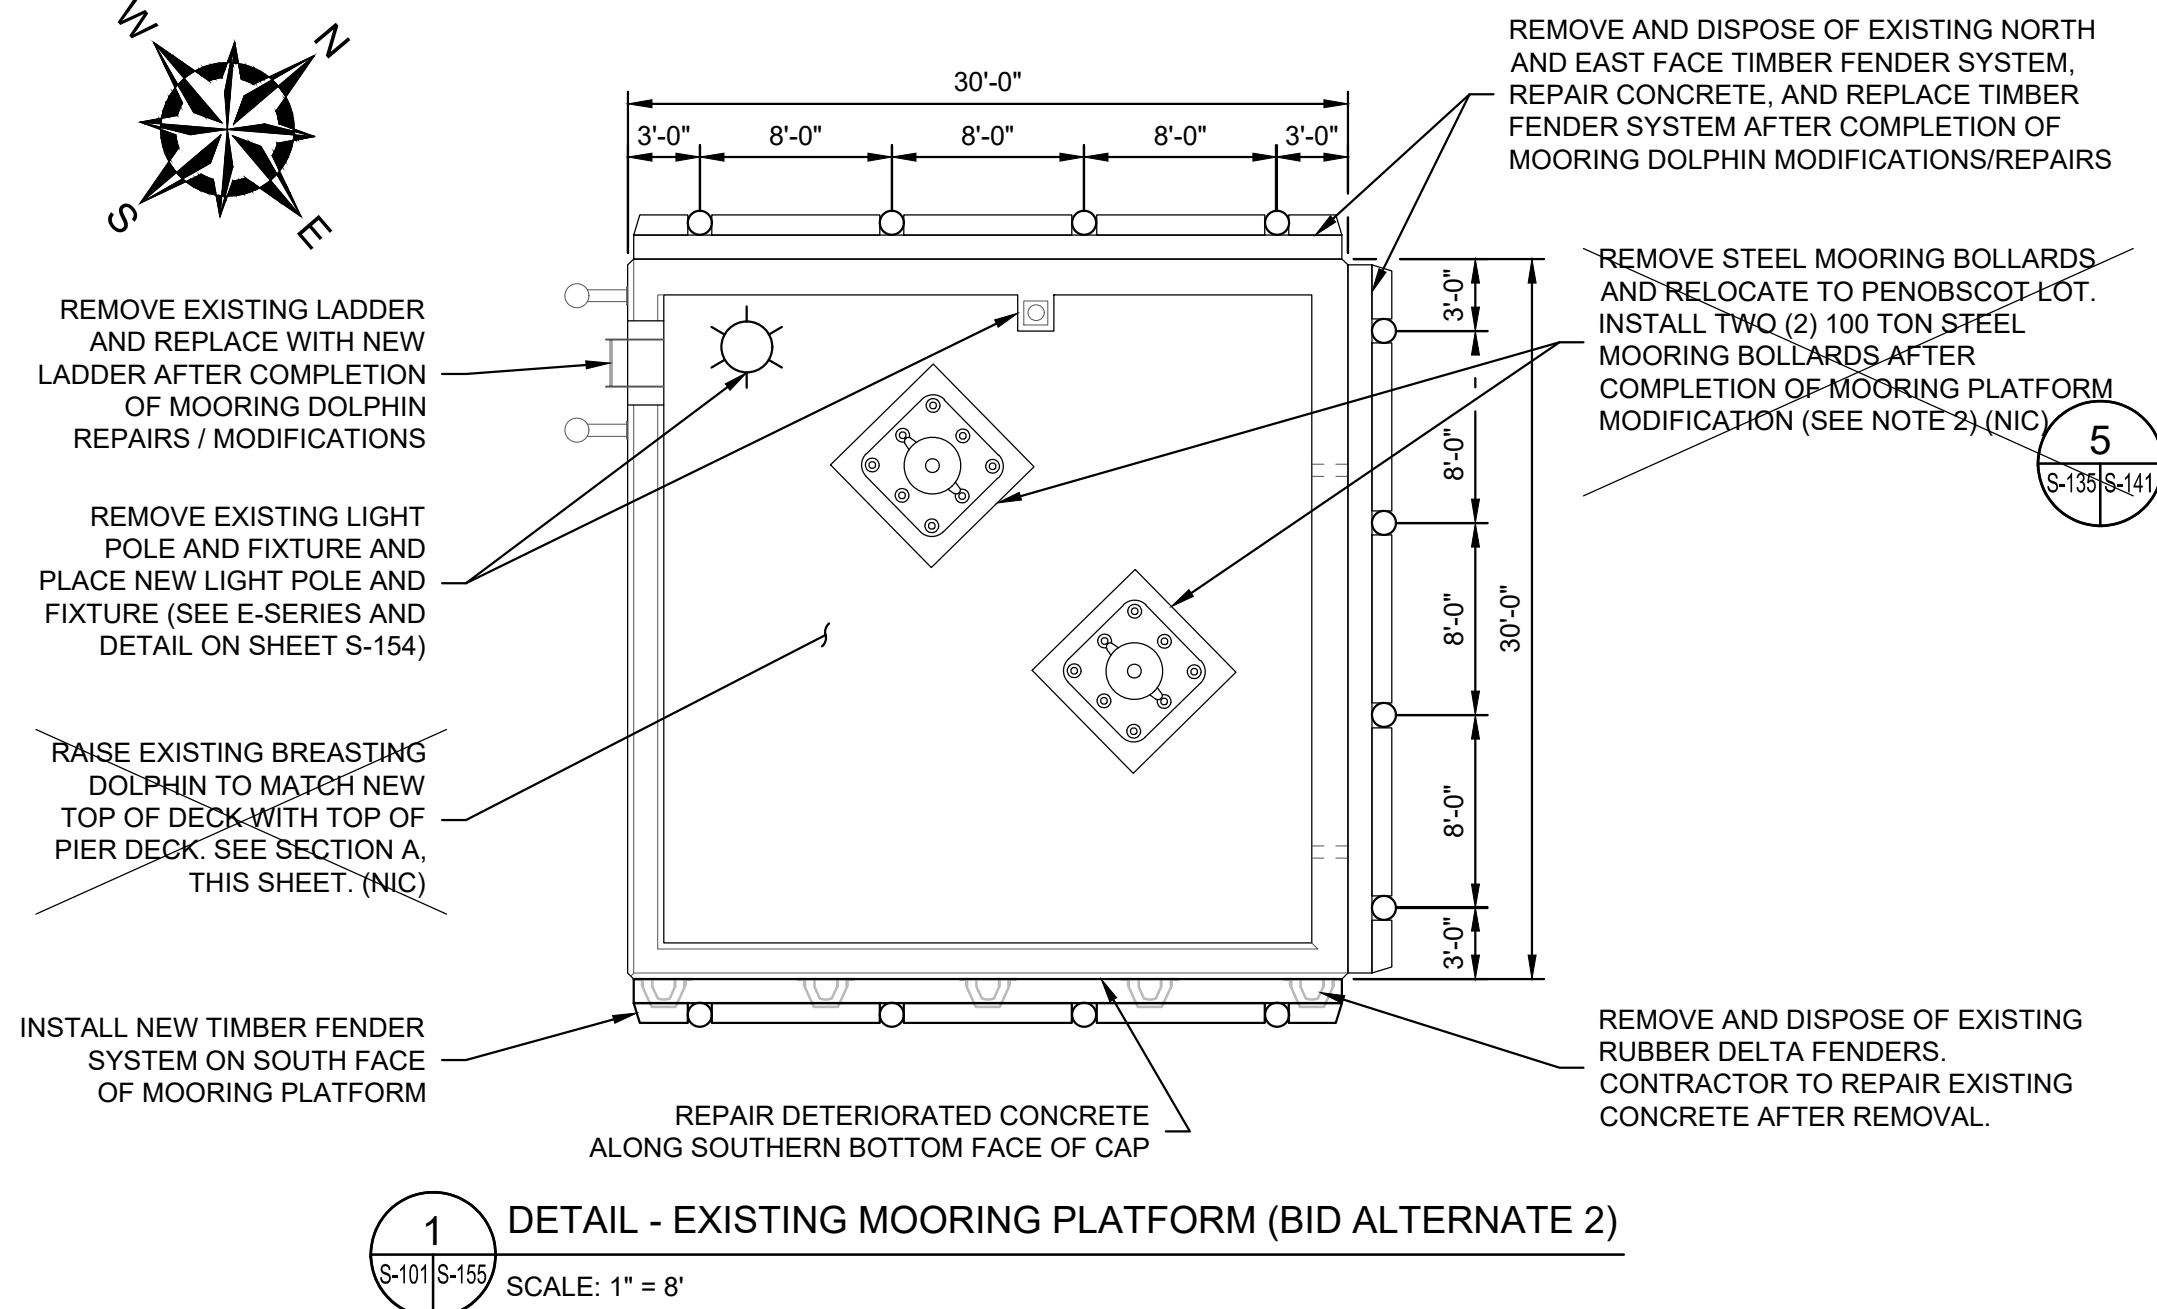 W
N
S
E
30'-0"
3'-0"
8'-0"
8'-0"
8'-0"
3'-0"
REMOVE AND DISPOSE OF EXISTING NORTH
AND EAST FACE TIMBER FENDER SYSTEM,
REPAIR CONCRETE, AND REPLACE TIMBER
FENDER SYSTEM AFTER COMPLETION OF
MOORING DOLPHIN MODIFICATIONS/REPAIRS
REMOVE STEEL MOORING BOLLARDS
AND RELOCATE TO PENOBSCOT LOT.
INSTALL TWO (2) 100 TON STEEL
MOORING BOLLARDS AFTER
COMPLETION OF MOORING PLATFORM
MODIFICATION (SEE NOTE 2) (NIC)
5
S-135
S-141
REMOVE EXISTING LADDER
AND REPLACE WITH NEW
LADDER AFTER COMPLETION
OF MOORING DOLPHIN
REPAIRS / MODIFICATIONS
REMOVE EXISTING LIGHT
POLE AND FIXTURE AND
PLACE NEW LIGHT POLE AND
FIXTURE (SEE E-SERIES AND
DETAIL ON SHEET S-154)
RAISE EXISTING BREASTING
DOLPHIN TO MATCH NEW
TOP OF DECK WITH TOP OF
PIER DECK. SEE SECTION A,
THIS SHEET. (NIC)
3'-0"
8'-0"
8'-0"
8'-0"
3'-0"
30'-0"
INSTALL NEW TIMBER FENDER
SYSTEM ON SOUTH FACE
OF MOORING PLATFORM
REPAIR DETERIORATED CONCRETE
ALONG SOUTHERN BOTTOM FACE OF CAP
REMOVE AND DISPOSE OF EXISTING
RUBBER DELTA FENDERS.
CONTRACTOR TO REPAIR EXISTING
CONCRETE AFTER REMOVAL.
1
S-101
S-155
DETAIL - EXISTING MOORING PLATFORM (BID ALTERNATE 2)
SCALE: 1" = 8'